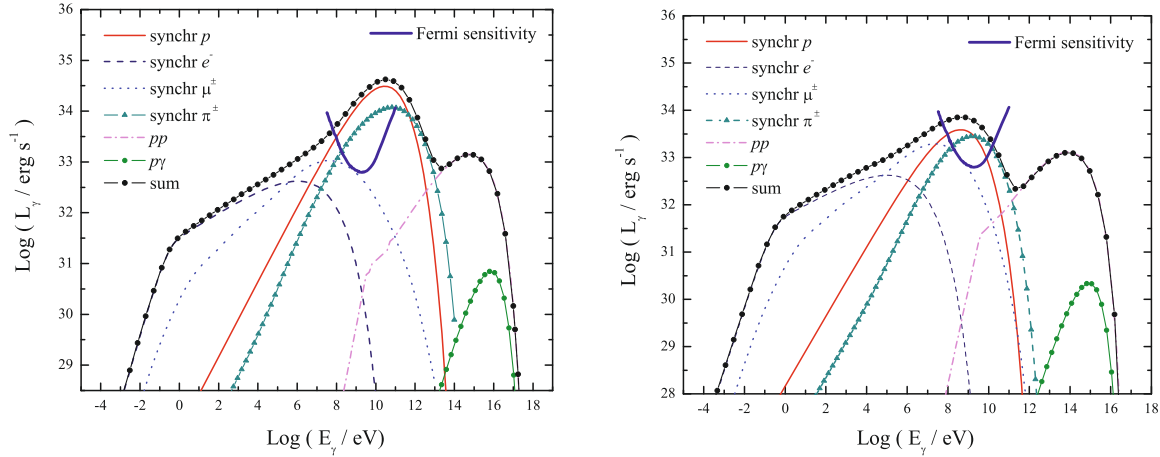 synchr p
synchr e⁻
synchr μ±
synchr π±
pp
pγ
sum
Fermi sensitivity
36
35
34
33
32
31
30
29
-4 -2 0 2 4 6 8 10 12 14 16 18
Log ( Eγ / eV)
Log ( Lγ / erg s⁻¹ )
synchr p
synchr e⁻
synchr μ±
synchr π±
pp
pγ
sum
Fermi sensitivity
36
35
34
33
32
31
30
29
28
-4 -2 0 2 4 6 8 10 12 14 16 18
Log ( Eγ / eV)
Log ( Lγ / erg s⁻¹ )